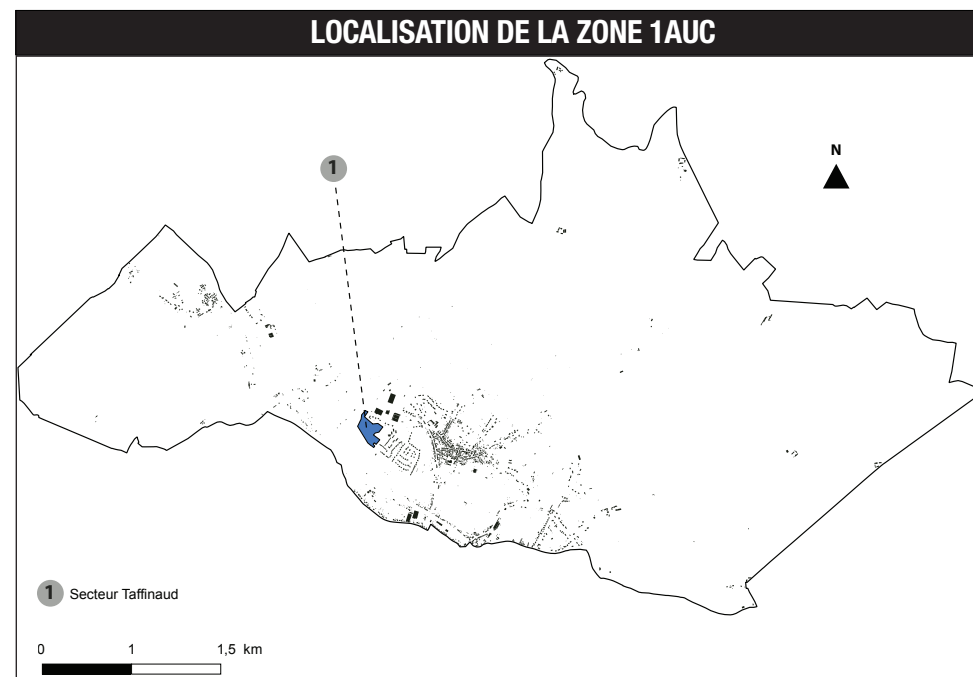 LOCALISATION DE LA ZONE 1AUC
1
N
1 Secteur Taffinaud
0 1 1,5 km